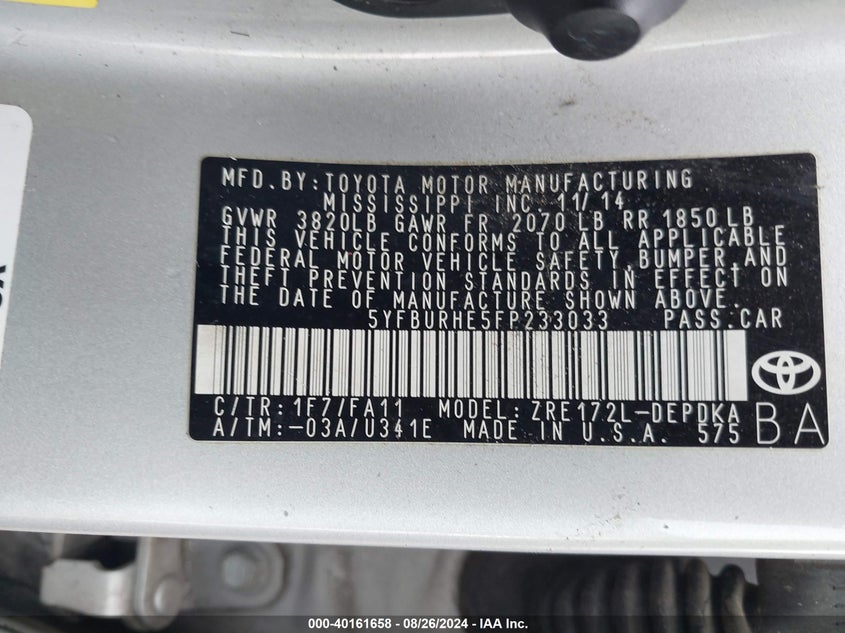 MFD.BY:TOYOTA MOTOR MANUFACTURING
MISSISSIPPI INC. 11/14
GVWR 3820LB GAWR FR 2070 LB RR 1850 LB
THIS VEHICLE CONFORMS TO ALL APPLICABLE
FEDERAL MOTOR VEHICLE SAFETY,BUMPER,AND
THEFT PREVENTION STANDARDS IN EFFECT ON
THE DATE OF MANUFACTURE SHOWN ABOVE.
5YFBURHE5FP233033 PASS.CAR
C/TR:1F7/FA11 MODEL:ZRE172L-DEPDKA
A/TM:-03A/U341E MADE IN U.S.A. 575 BA
000-40161658 - 08/26/2024 - IAA Inc.